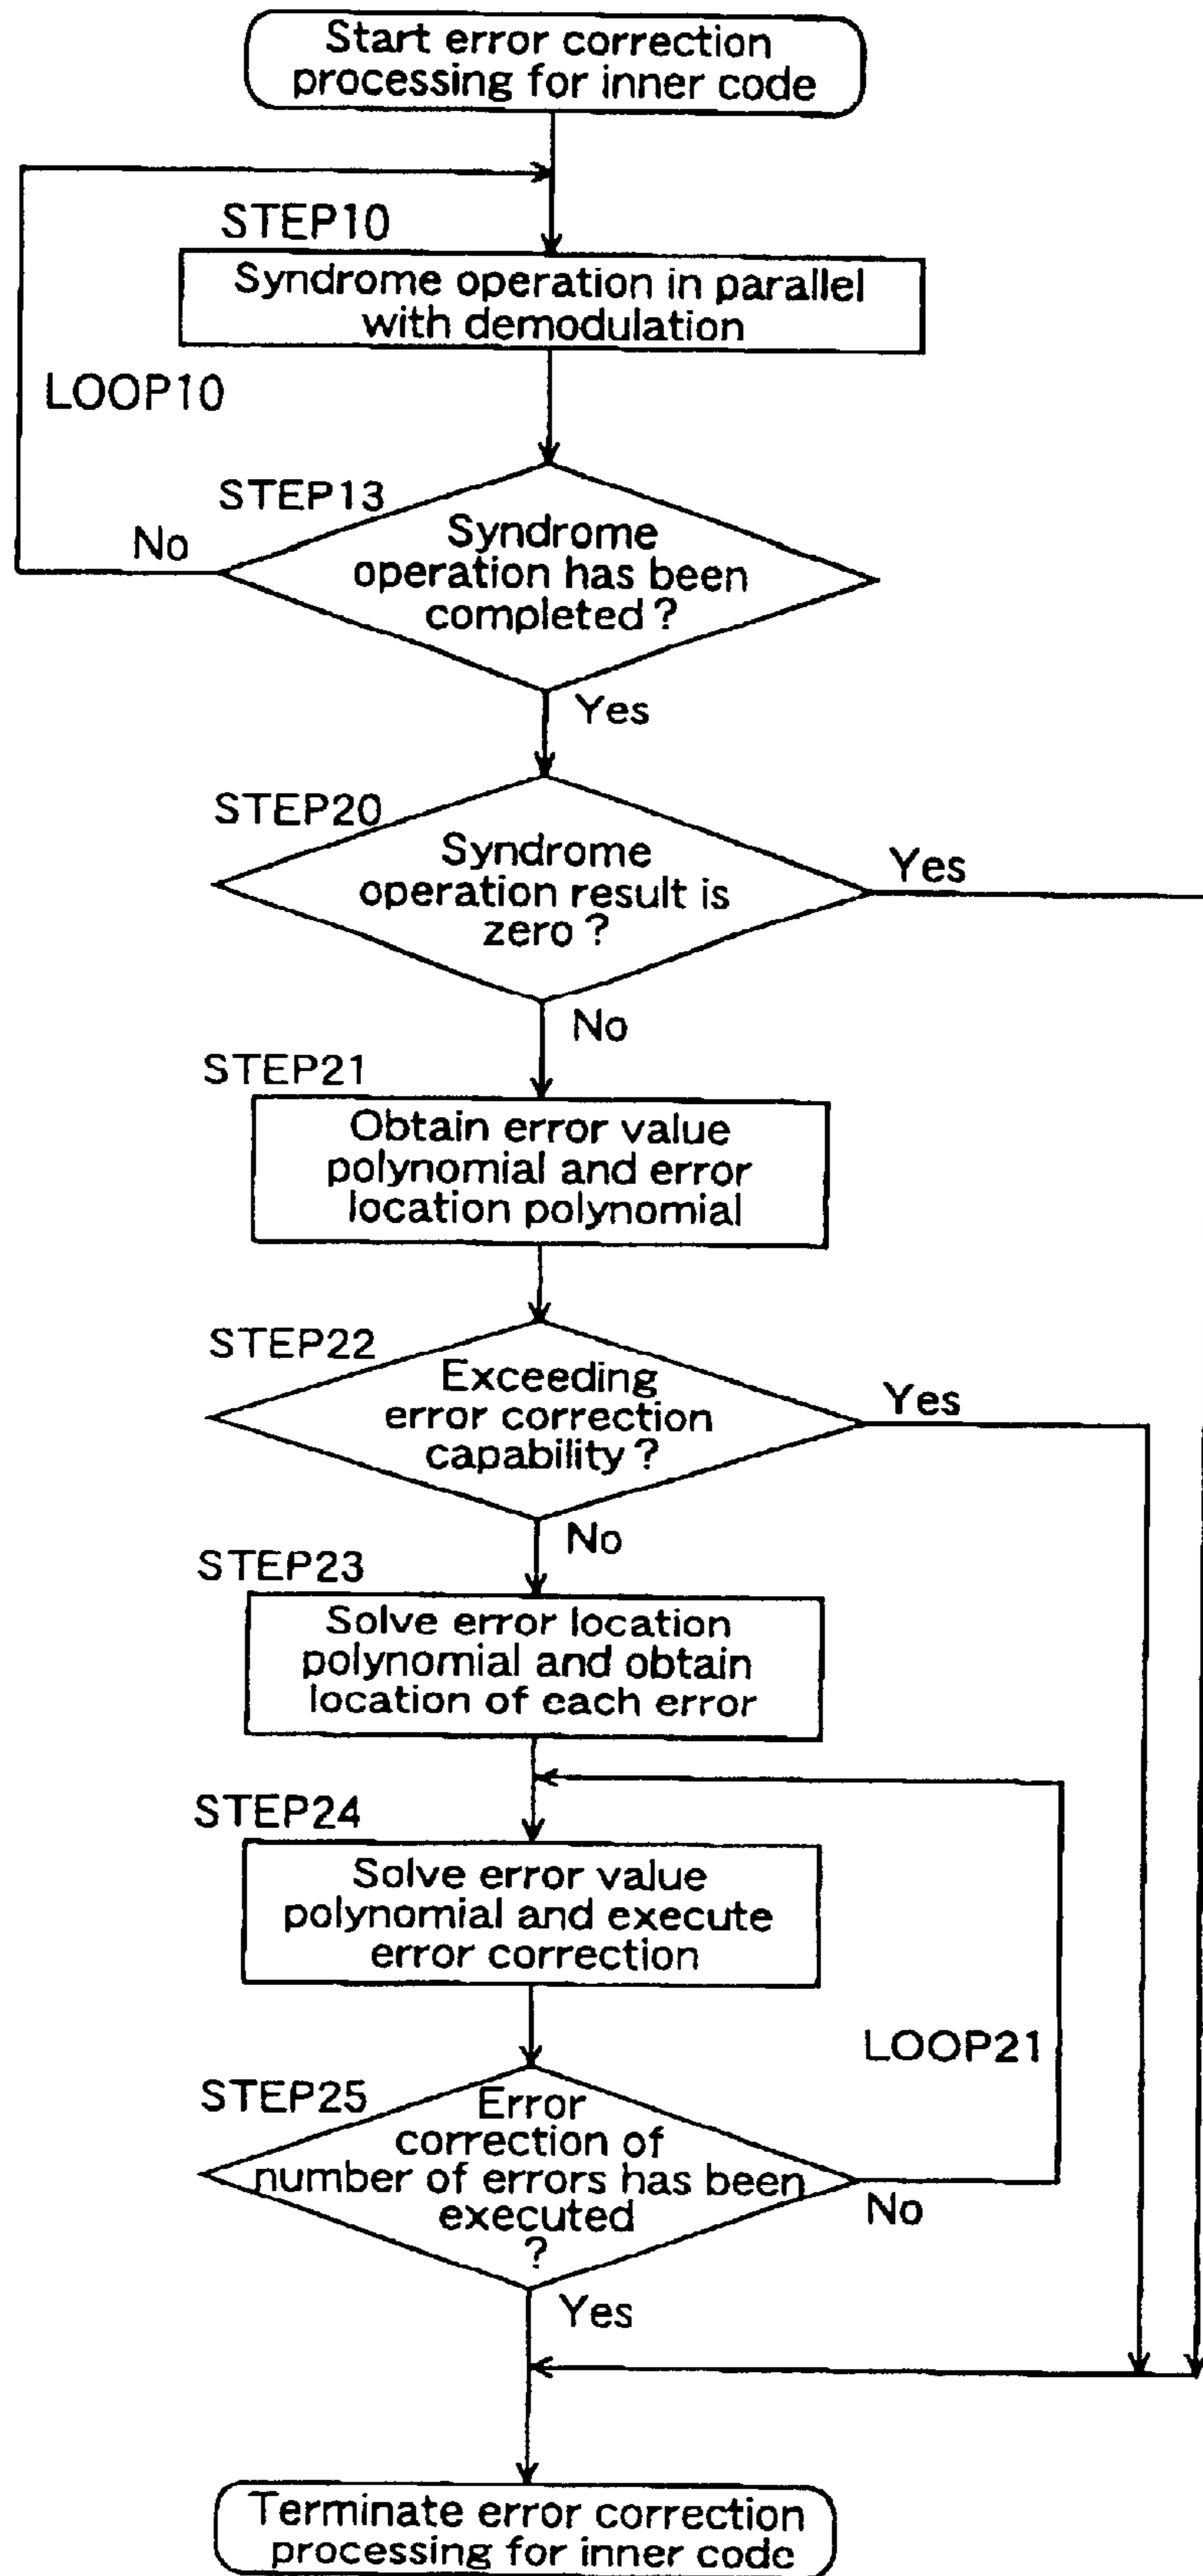 Start error correction
processing for inner code
STEP10
Syndrome operation in parallel
with demodulation
LOOP10
STEP13
No
Syndrome
operation has been
completed ?
Yes
STEP20
Syndrome
operation result is
zero ?
Yes
No
STEP21
Obtain error value
polynomial and error
location polynomial
STEP22
Exceeding
error correction
capability ?
Yes
No
STEP23
Solve error location
polynomial and obtain
location of each error
STEP24
Solve error value
polynomial and execute
error correction
LOOP21
STEP25
Error
correction of
number of errors has been
executed
?
No
Yes
Terminate error correction
processing for inner code